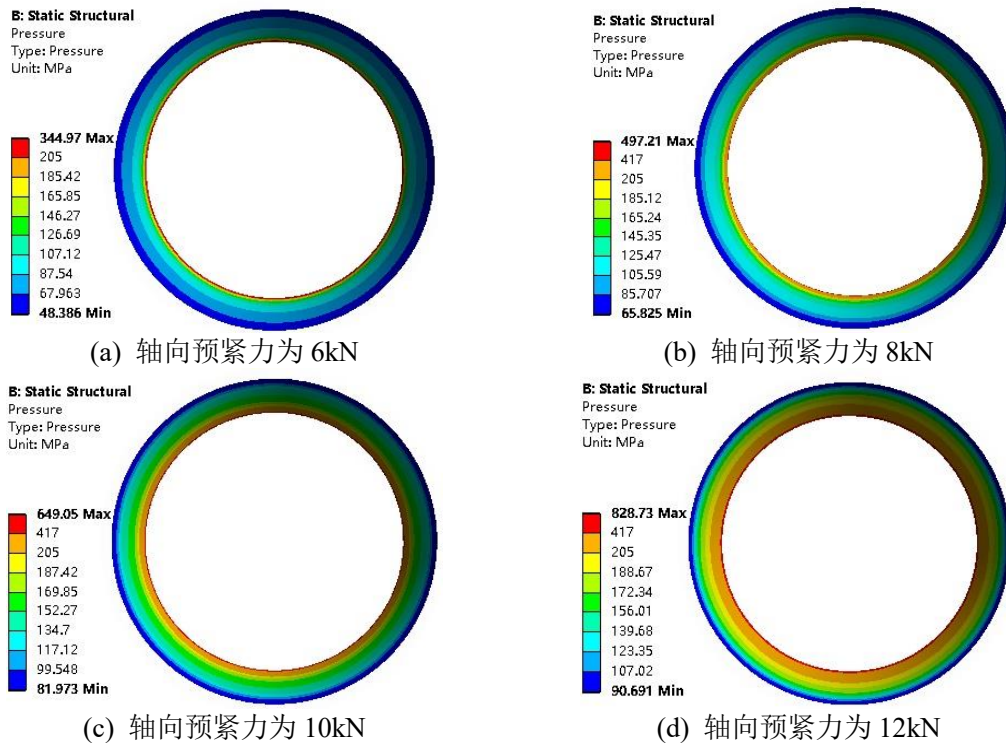 B: Static Structural
Pressure
Type: Pressure
Unit: MPa
344.97 Max
205
185.42
165.85
146.27
126.69
107.12
87.54
67.963
48.386 Min
(a) 轴向预紧力为 6kN
B: Static Structural
Pressure
Type: Pressure
Unit: MPa
497.21 Max
417
205
185.12
165.24
145.35
125.47
105.59
85.707
65.825 Min
(b) 轴向预紧力为 8kN
B: Static Structural
Pressure
Type: Pressure
Unit: MPa
649.05 Max
417
205
187.42
169.85
152.27
134.7
117.12
99.548
81.973 Min
(c) 轴向预紧力为 10kN
B: Static Structural
Pressure
Type: Pressure
Unit: MPa
828.73 Max
417
205
188.67
172.34
156.01
139.68
123.35
107.02
90.691 Min
(d) 轴向预紧力为 12kN